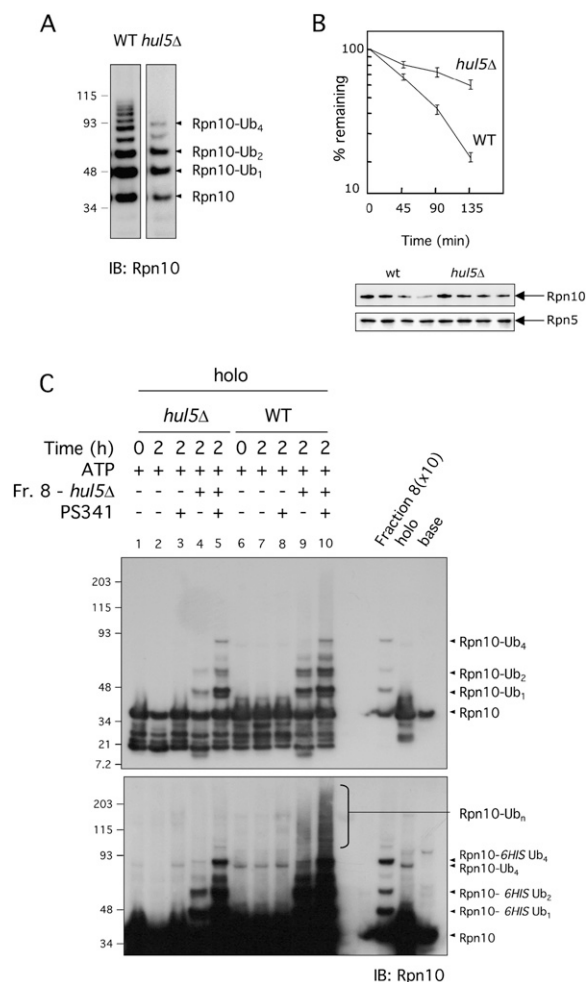 A
WT hul5Δ
115
93
48
34
Rpn10-Ub4
Rpn10-Ub2
Rpn10-Ub1
Rpn10
IB: Rpn10
B
% remaining
100
10
hul5Δ
WT
0 45 90 135
Time (min)
wt hul5Δ
Rpn10
Rpn5
C
holo
hul5Δ WT
Time (h) 0 2 2 2 2 0 2 2 2 2
ATP + + + + + + + + + +
Fr. 8 - hul5Δ - - - + + - - - + +
PS341 - - + - + - - + - +
1 2 3 4 5 6 7 8 9 10
Fraction 8(x10)
holo
base
203
115
93
48
34
21
7.2
Rpn10-Ub4
Rpn10-Ub2
Rpn10-Ub1
Rpn10
203
115
93
48
34
Rpn10-Ubn
Rpn10-6HIS Ub4
Rpn10-Ub4
Rpn10- 6HIS Ub2
Rpn10- 6HIS Ub1
Rpn10
IB: Rpn10